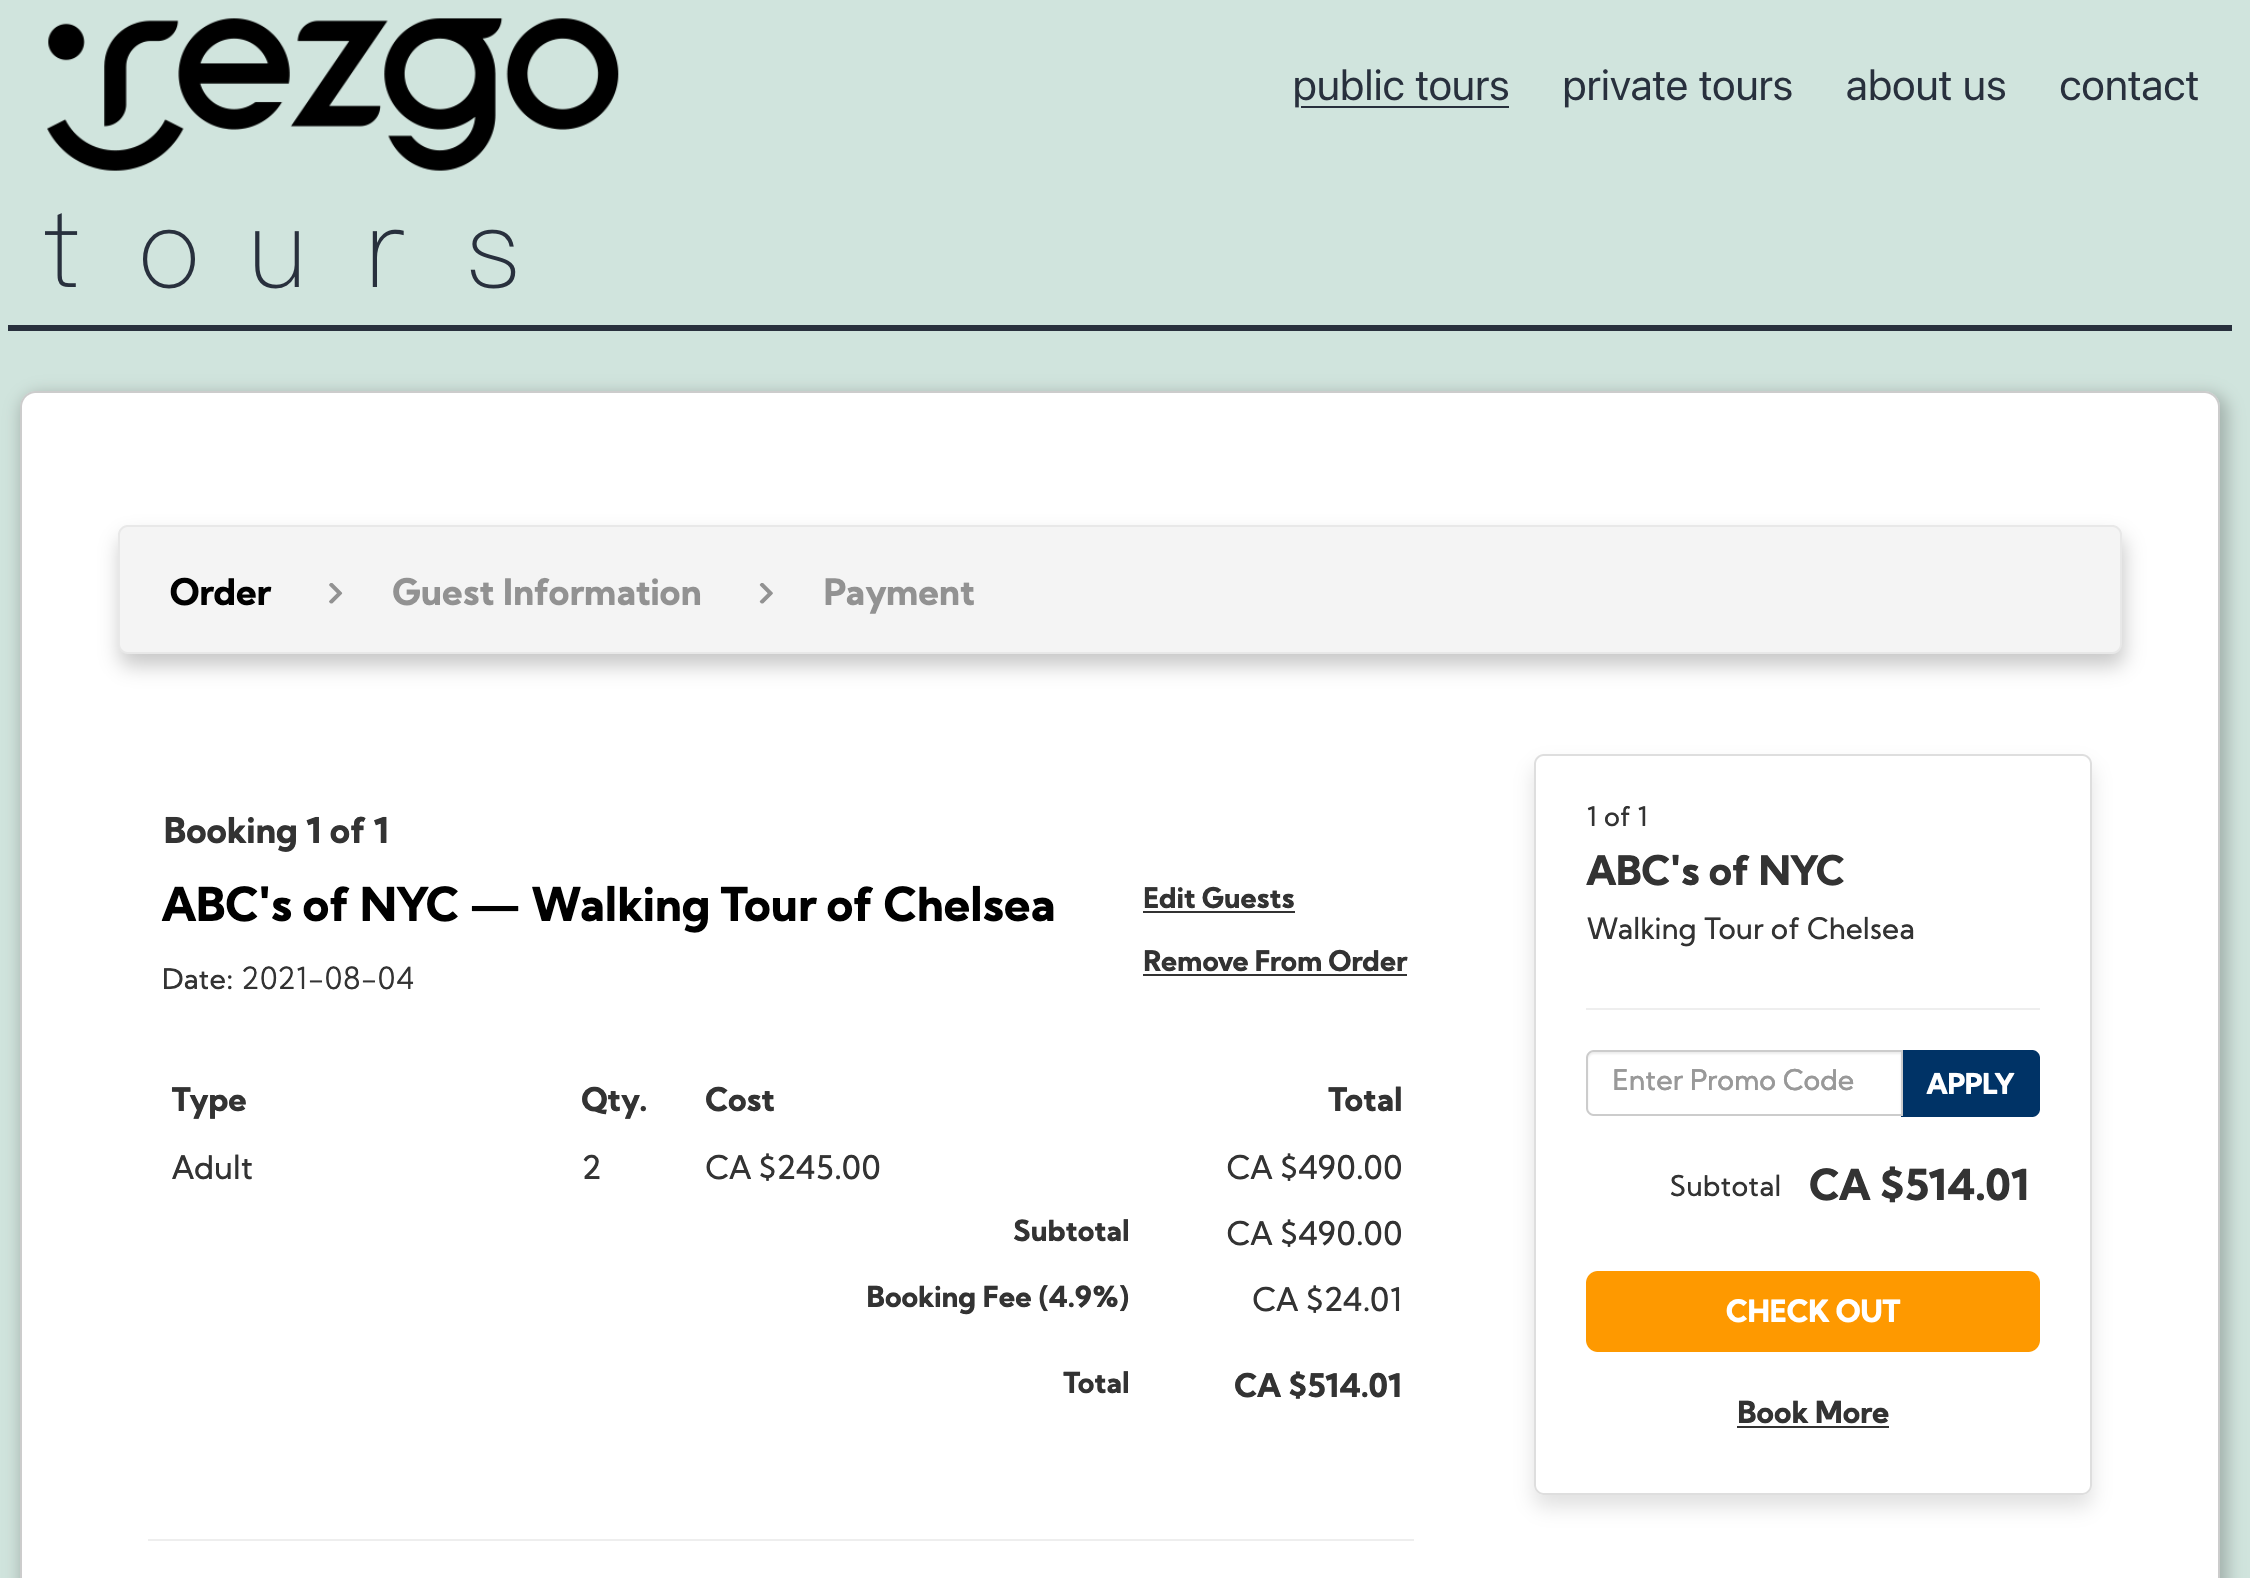 rezgo
tours
public tours private tours about us contact
Order > Guest Information > Payment
Booking 1 of 1
ABC's of NYC — Walking Tour of Chelsea
Date: 2021-08-04
Edit Guests
Remove From Order
Type Qty. Cost Total
Adult 2 CA $245.00 CA $490.00
Subtotal CA $490.00
Booking Fee (4.9%) CA $24.01
Total CA $514.01
1 of 1
ABC's of NYC
Walking Tour of Chelsea
Enter Promo Code APPLY
Subtotal CA $514.01
CHECK OUT
Book More